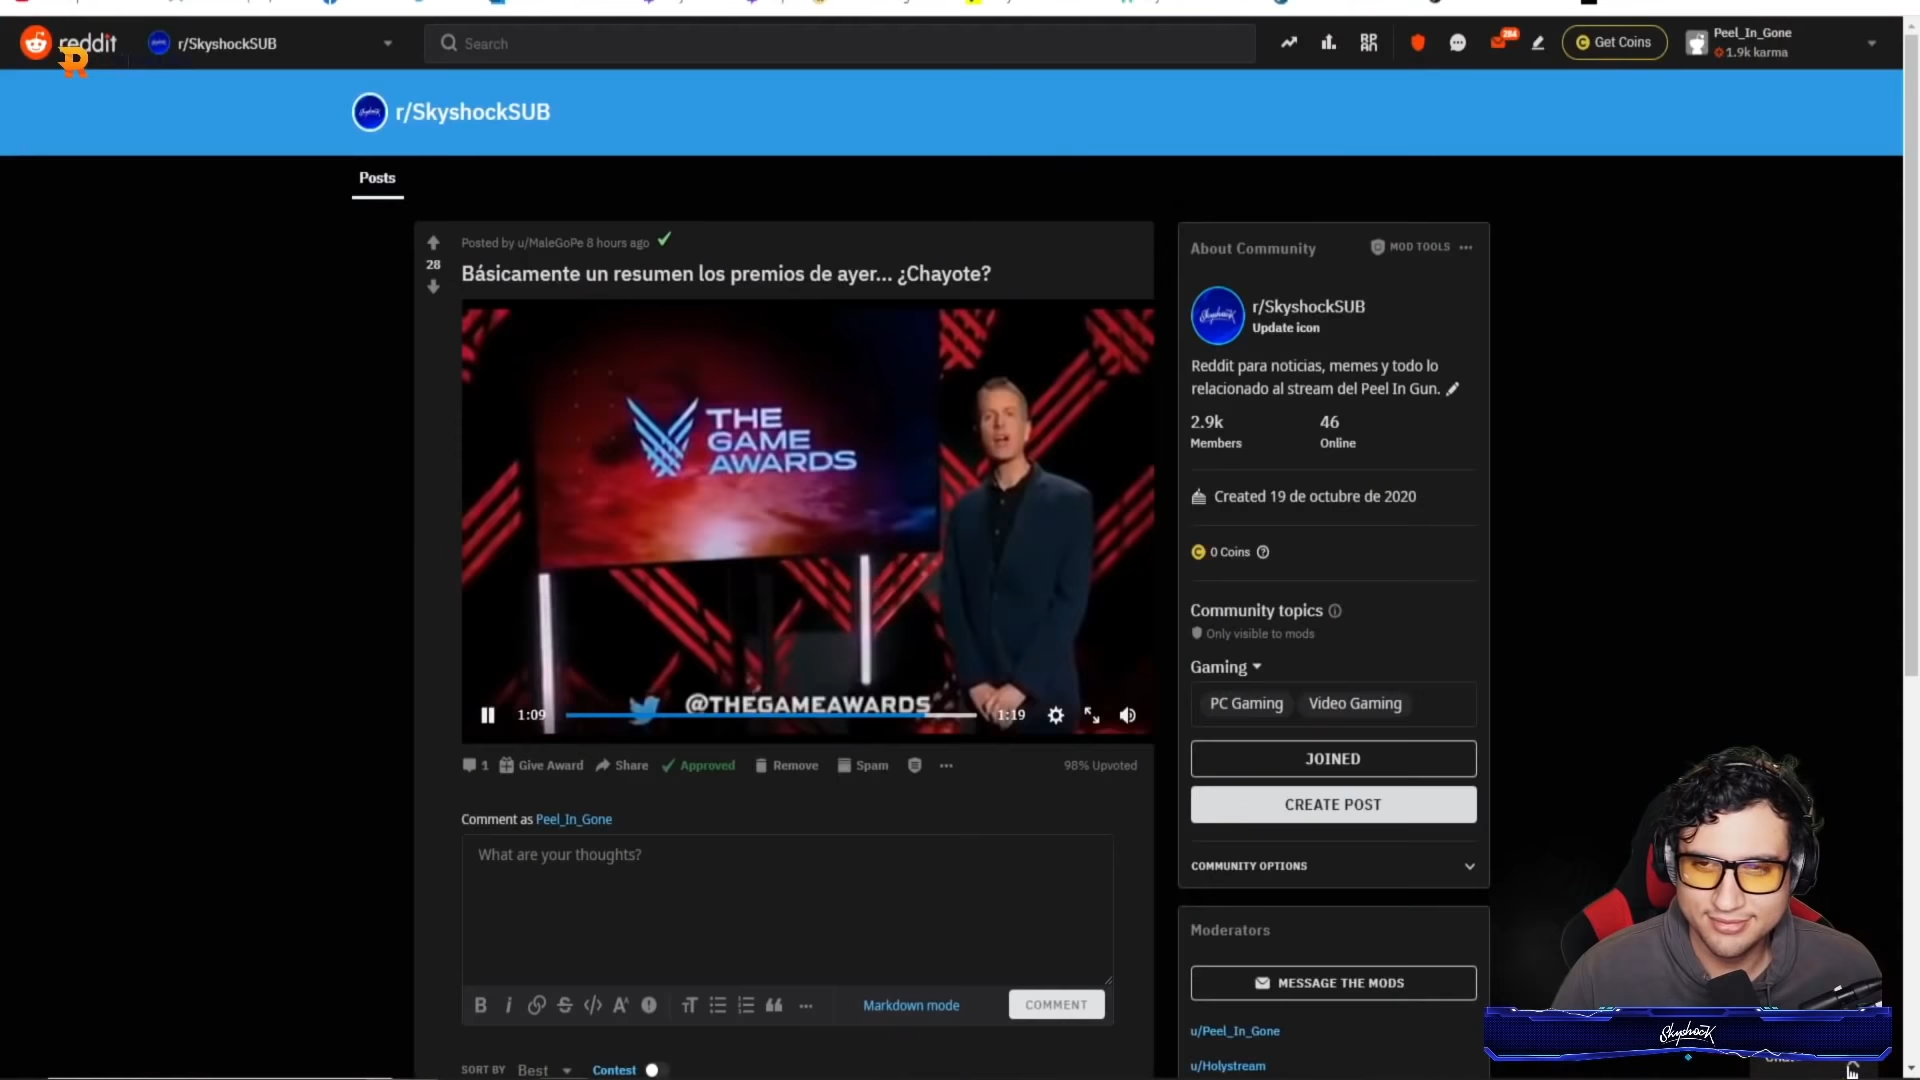 reddit
r/SkyshockSUB
Search
284
Get Coins
Peel_In_Gone
1.9k karma
r/SkyshockSUB
Posts
28
Posted by u/MaleGoPe 8 hours ago
Básicamente un resumen los premios de ayer... ¿Chayote?
THE
GAME
AWARDS
@THEGAMEAWARDS
1:09
1:19
1
Give Award
Share
Approved
Remove
Spam
98% Upvoted
Comment as Peel_In_Gone
What are your thoughts?
Markdown mode
COMMENT
SORT BY Best
Contest
About Community
MOD TOOLS
r/SkyshockSUB
Update icon
Reddit para noticias, memes y todo lo
relacionado al stream del Peel In Gun.
2.9k
46
Members
Online
Created 19 de octubre de 2020
0 Coins
Community topics
Only visible to mods
Gaming
PC Gaming
Video Gaming
JOINED
CREATE POST
COMMUNITY OPTIONS
Moderators
MESSAGE THE MODS
u/Peel_In_Gone
u/Holystream
Skyshock